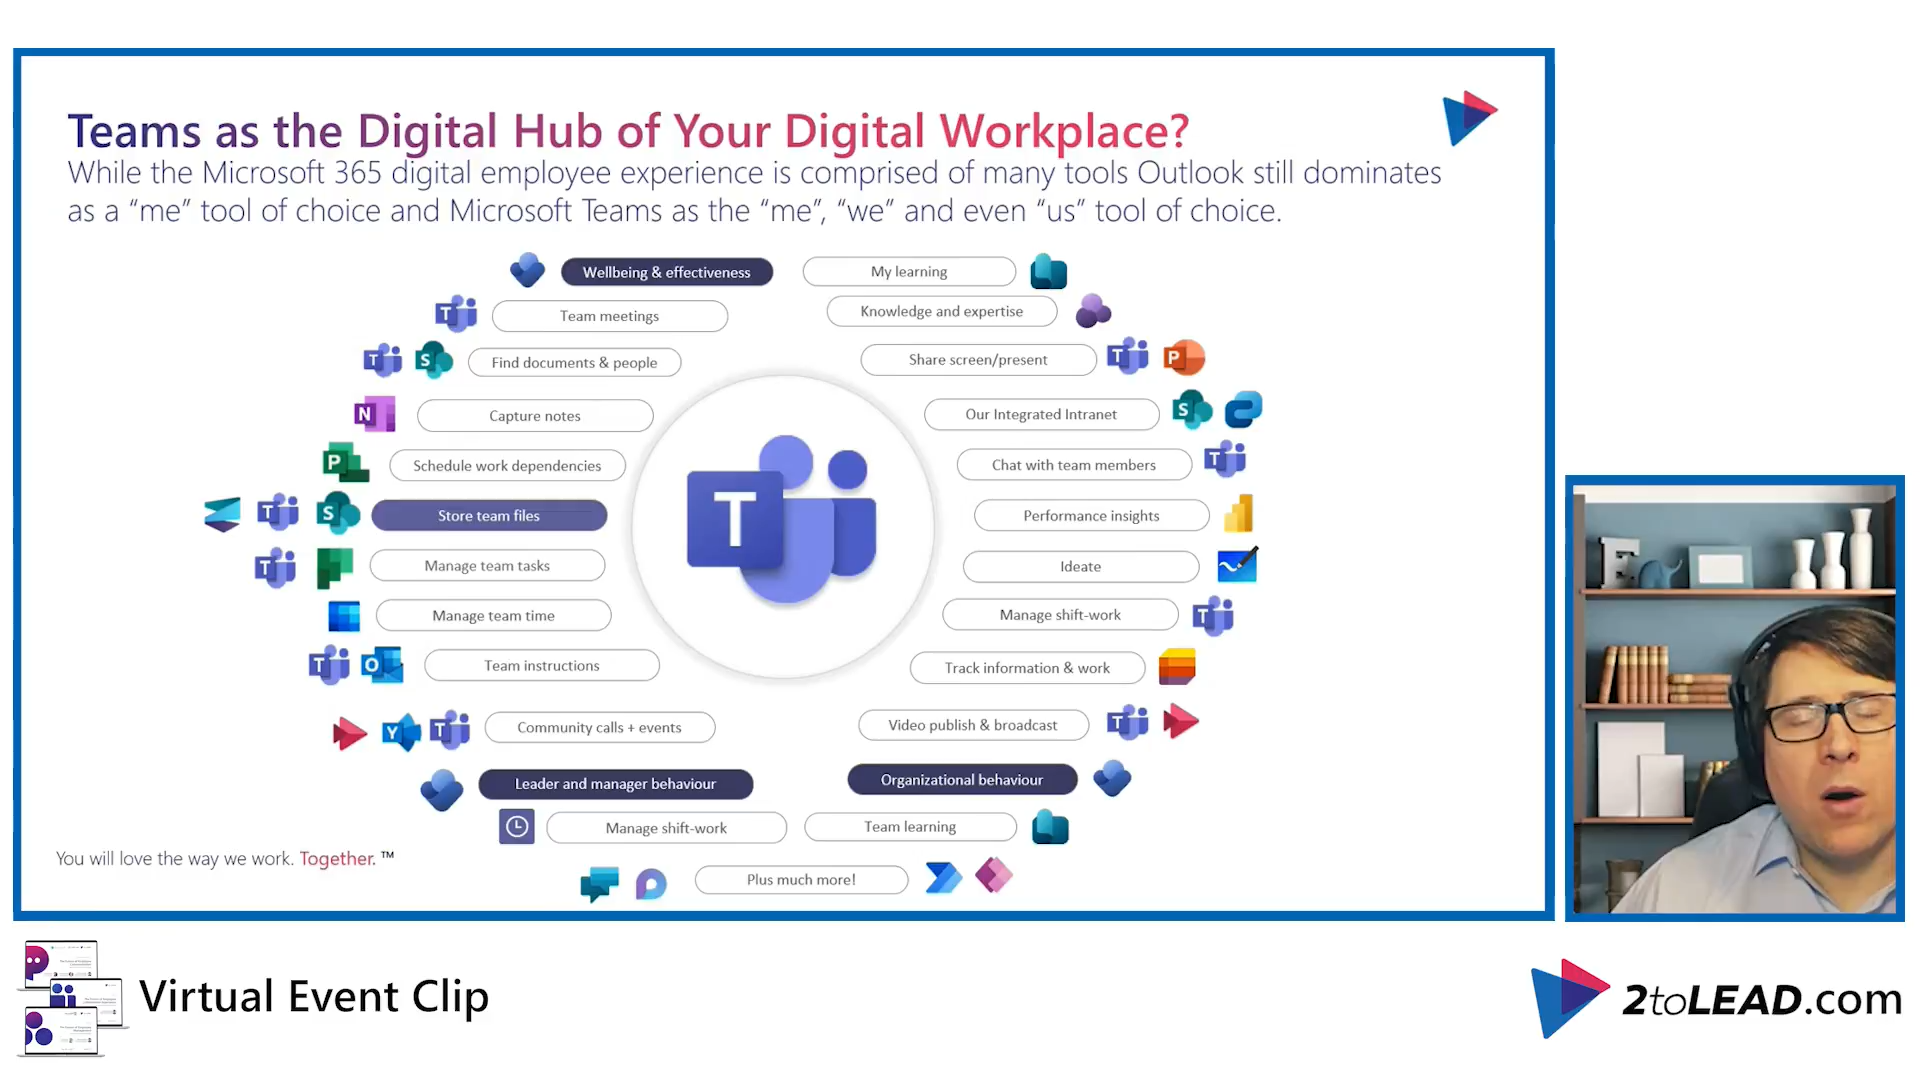 Teams as the Digital Hub of Your Digital Workplace?
While the Microsoft 365 digital employee experience is comprised of many tools Outlook still dominates
as a “me” tool of choice and Microsoft Teams as the “me”, “we” and even “us” tool of choice.
Wellbeing & effectiveness
My learning
T
Team meetings
Knowledge and expertise
T
S
Find documents & people
Share screen/present
T
P
N
Capture notes
Our Integrated Intranet
S
P
Schedule work dependencies
Chat with team members
T
T
S
Store team files
T
Performance insights
T
Manage team tasks
Ideate
Manage team time
Manage shift-work
T
T
O
Team instructions
Track information & work
Y
T
Community calls + events
Video publish & broadcast
T
Leader and manager behaviour
Organizational behaviour
Manage shift-work
Team learning
You will love the way we work. Together. ™
Plus much more!
Virtual Event Clip
2toLEAD.com